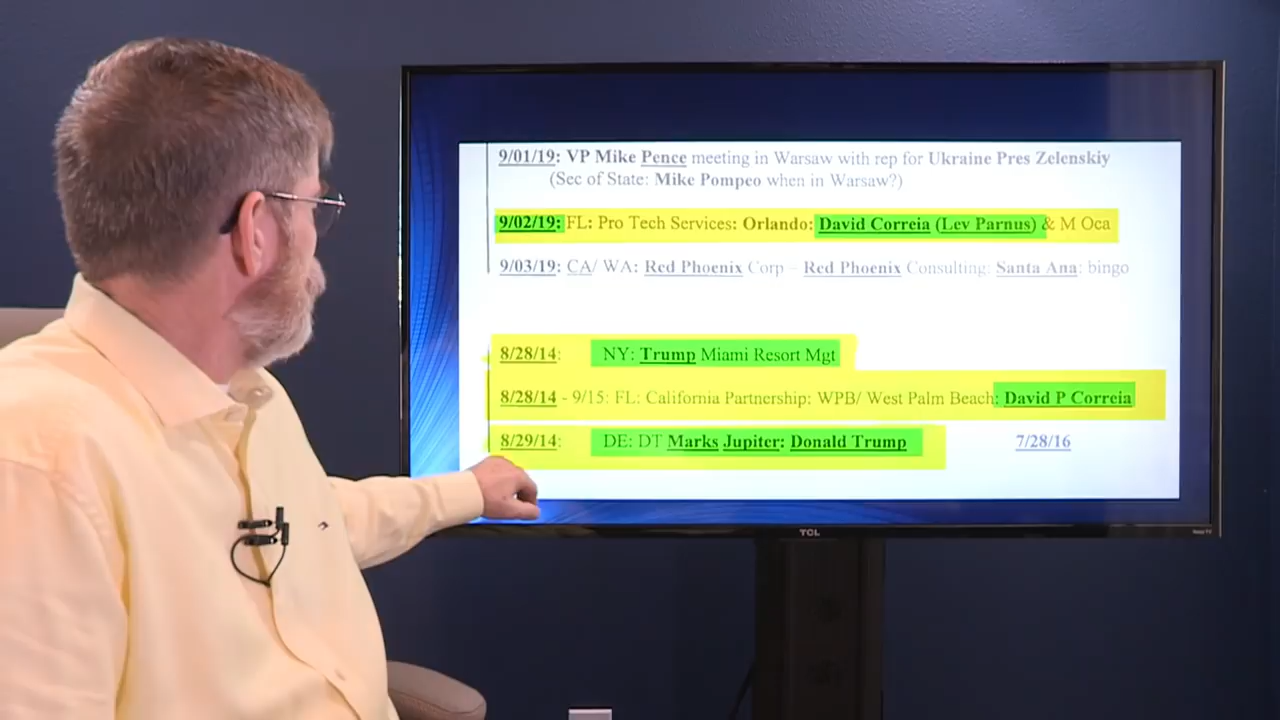 9/01/19: VP Mike Pence meeting in Warsaw with rep for Ukraine Pres Zelenskiy
(Sec of State: Mike Pompeo when in Warsaw?)
9/02/19: FL: Pro Tech Services: Orlando: David Correia (Lev Parnus) & M Oca
9/03/19: CA/ WA: Red Phoenix Corp – Red Phoenix Consulting: Santa Ana: bingo
8/28/14: NY: Trump Miami Resort Mgt
8/28/14 - 9/15: FL: California Partnership: WPB/ West Palm Beach: David P Correia
8/29/14: DE: DT Marks Jupiter: Donald Trump 7/28/16
TCL